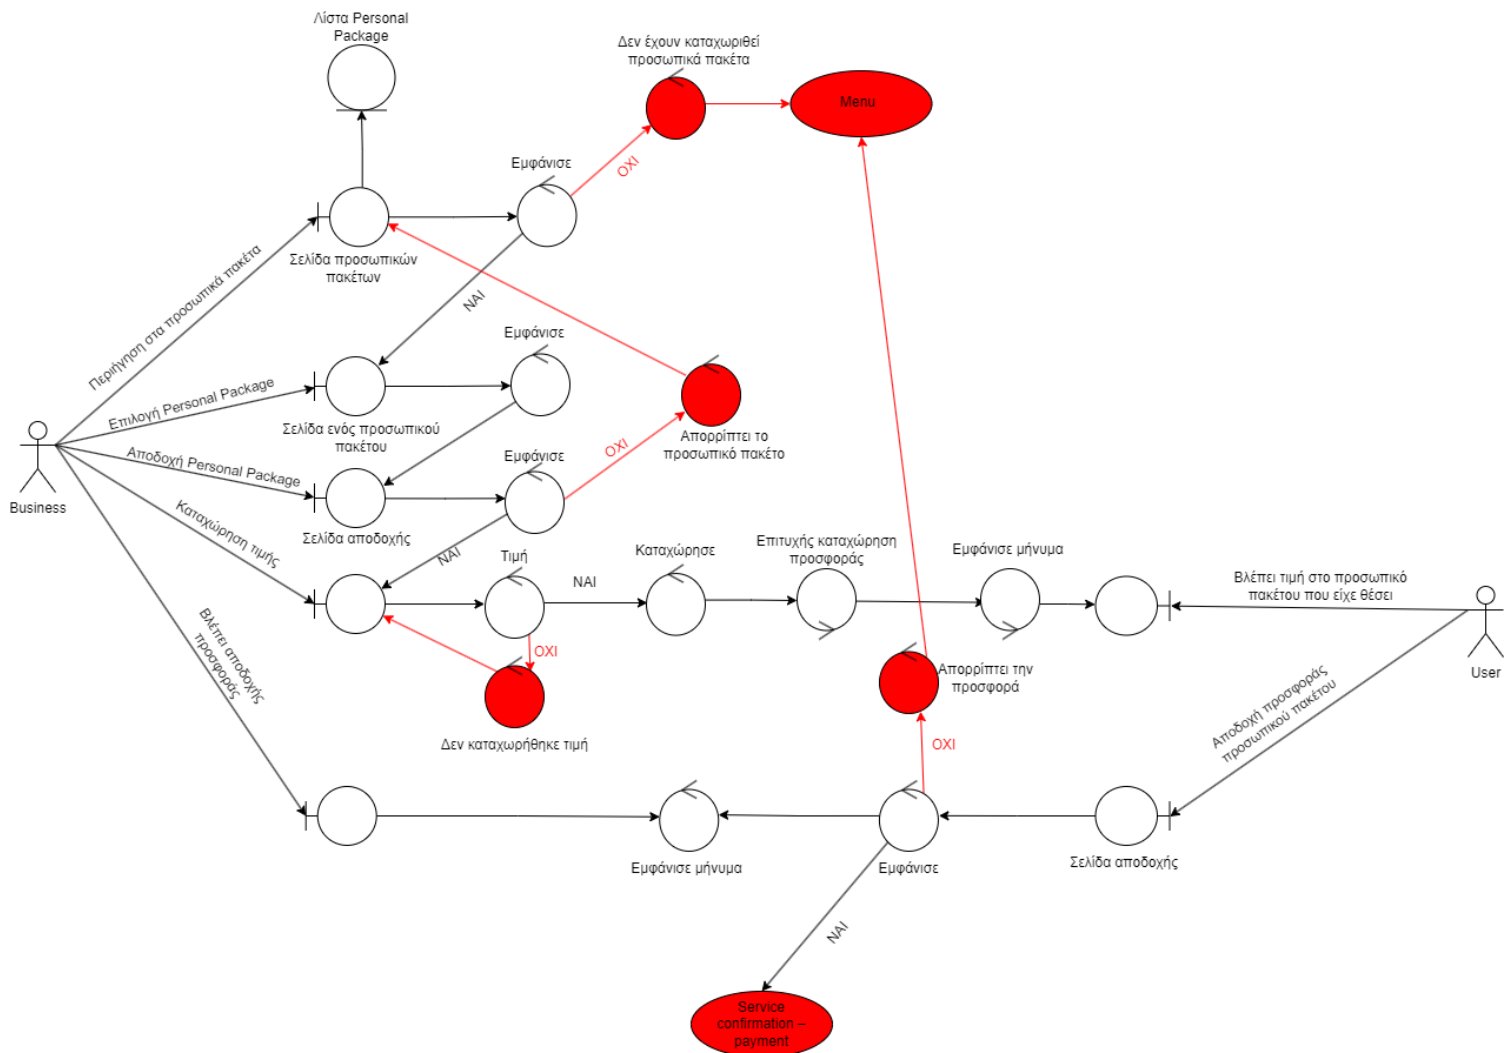 Λίστα Personal
Package
Δεν έχουν καταχωριθεί
προσωπικά πακέτα
Menu
Εμφάνισε
ΟΧΙ
Σελίδα προσωπικών
πακέτων
Περιήγηση στα προσωπικά πακέτα
ΝΑΙ
Εμφάνισε
Επιλογή Personal Package
Σελίδα ενός προσωπικού
πακέτου
Απορρίπτει το
προσωπικό πακέτο
ΟΧΙ
Αποδοχή Personal Package
Εμφάνισε
Business
Σελίδα αποδοχής
Καταχώρηση τιμής
ΝΑΙ
Τιμή
ΝΑΙ
Καταχώρησε
Επιτυχής καταχώρηση
προσφοράς
Εμφάνισε μήνυμα
Βλέπει τιμή στο προσωπικό
πακέτου που είχε θέσει
User
Βλέπει αποδοχής
προσφοράς
ΟΧΙ
Δεν καταχωρήθηκε τιμή
Απορρίπτει την
προσφορά
ΟΧΙ
Αποδοχή προσφοράς
προσωπικού πακέτου
Εμφάνισε μήνυμα
Εμφάνισε
Σελίδα αποδοχής
ΝΑΙ
Service
confirmation –
payment